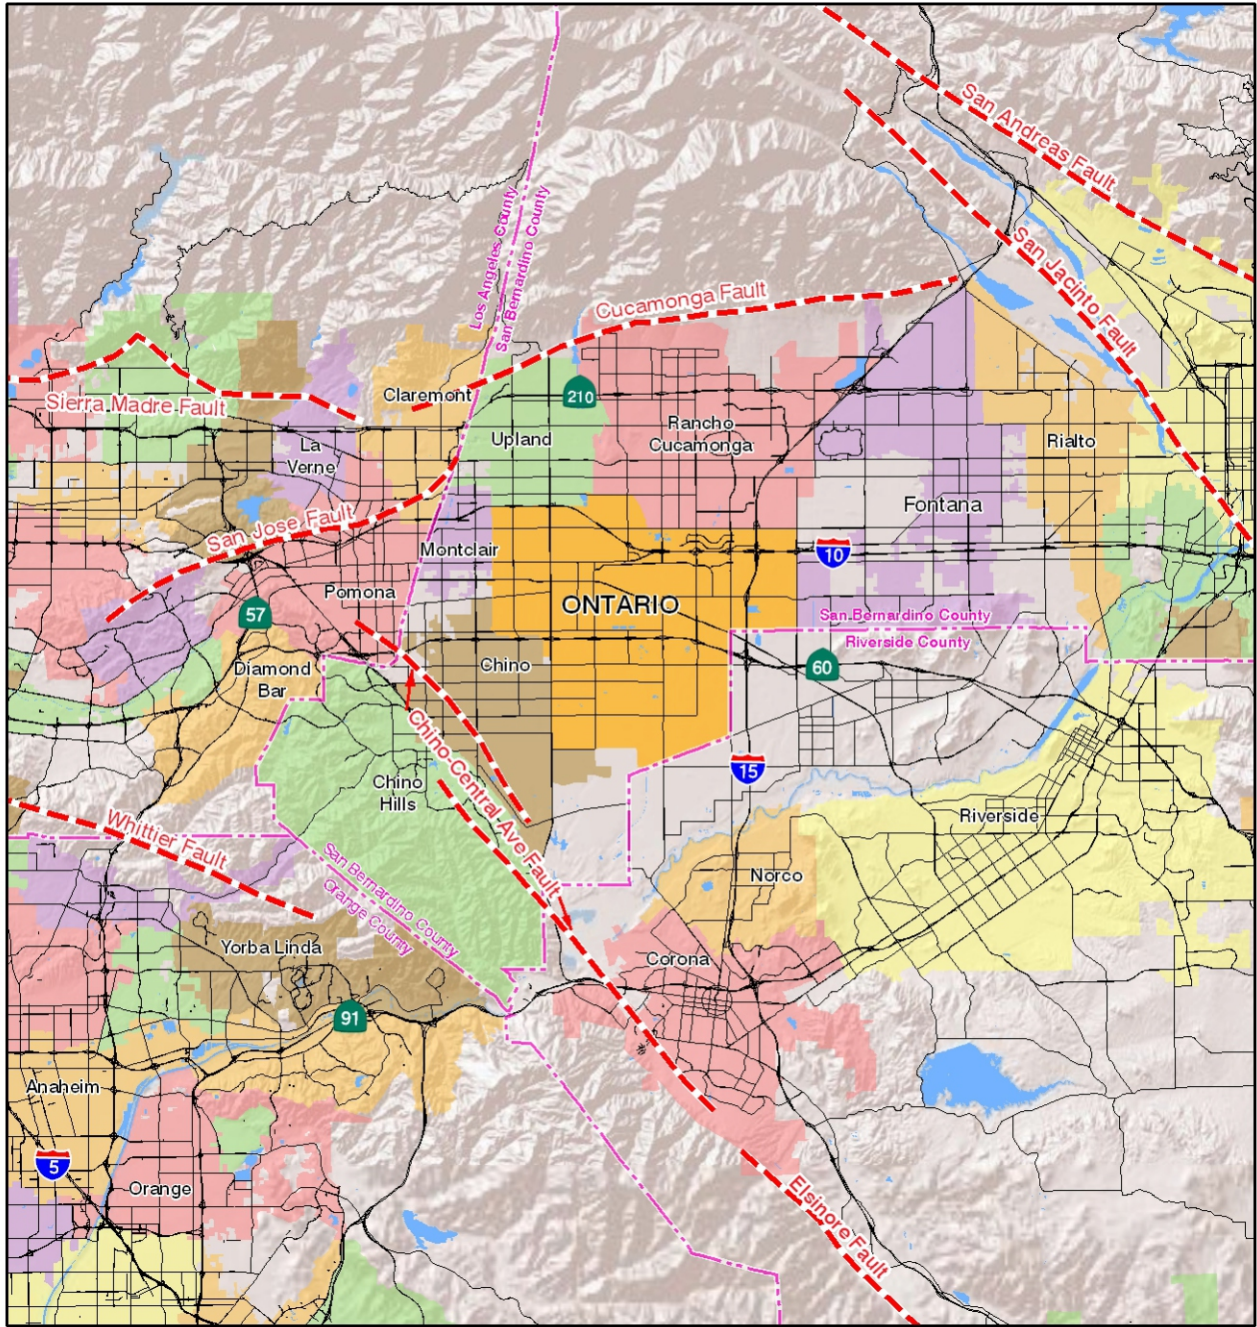 San Andreas Fault
Los Angeles County
San Bernardino County
San Jacinto Fault
Cucamonga Fault
Claremont
210
Sierra Madre Fault
La
Verne
Upland
Rancho
Cucamonga
Rialto
Fontana
San Jose Fault
Montclair
10
Pomona
ONTARIO
57
San Bernardino County
Riverside County
Chino
60
Diamond
Bar
Chino-Central Ave Fault
15
Chino
Hills
Whittier Fault
Riverside
San Bernardino County
Orange County
Norco
Yorba Linda
Corona
91
Anaheim
5
Orange
Elsinore Fault